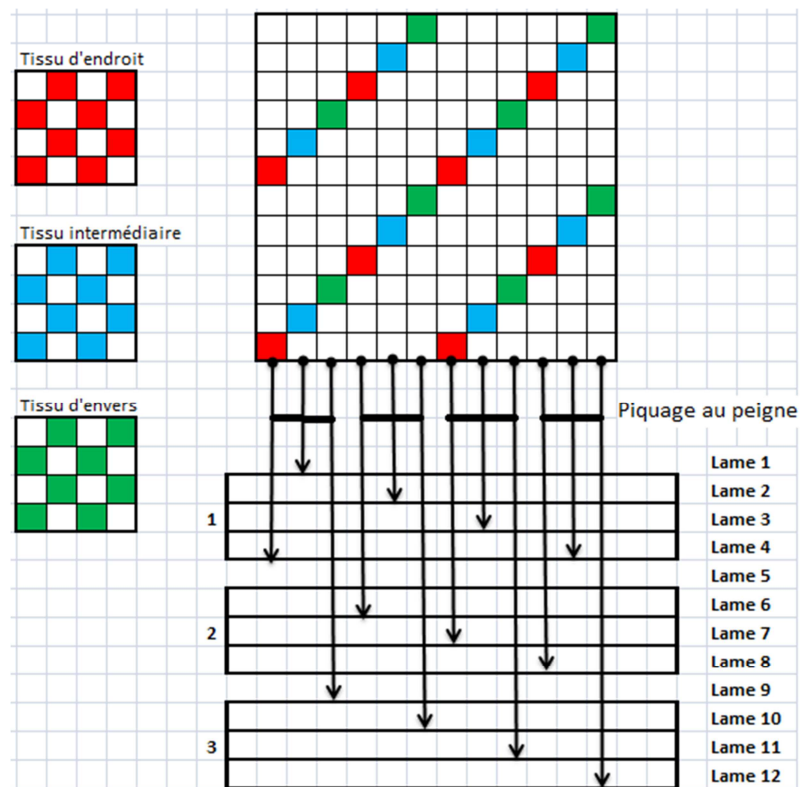 Tissu d'endroit
Tissu intermédiaire
Tissu d'envers
Piquage au peigne
Lame 1
Lame 2
1
Lame 3
Lame 4
Lame 5
Lame 6
2
Lame 7
Lame 8
Lame 9
Lame 10
3
Lame 11
Lame 12